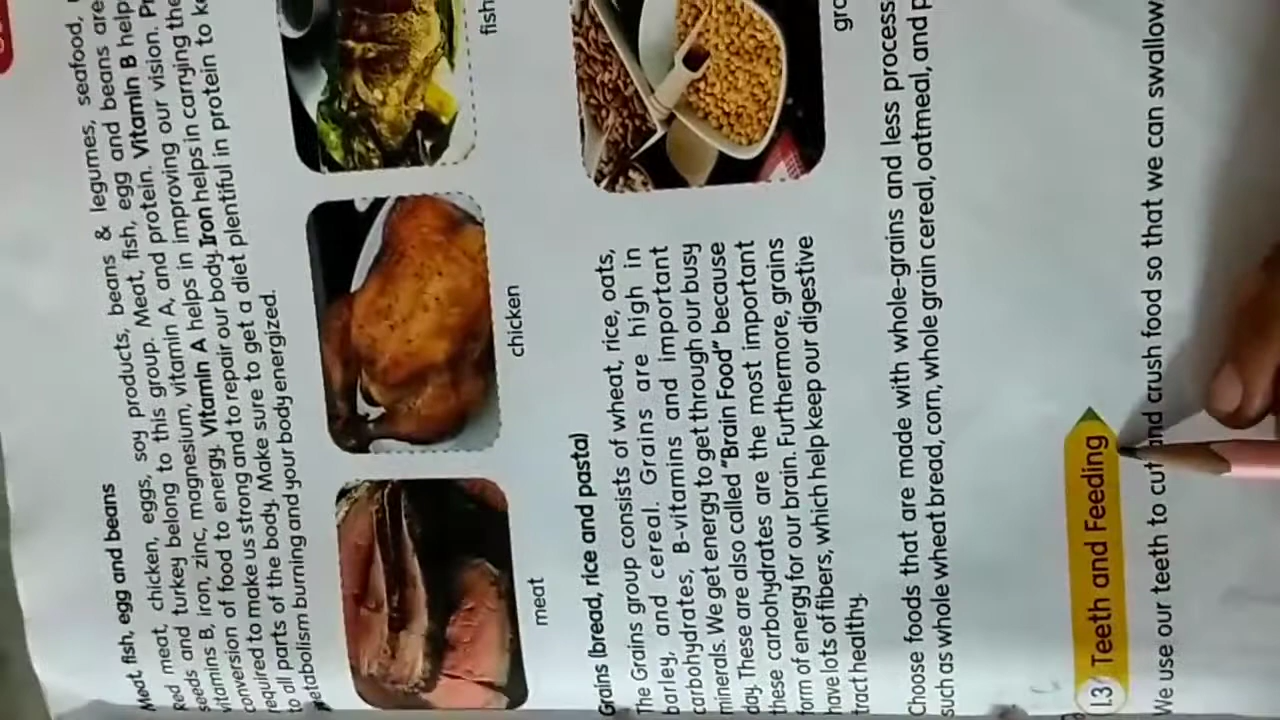 Meat, fish, egg and beans
Red meat, chicken, eggs, soy products, beans & legumes, seafood,
seeds and turkey belong to this group. Meat, fish, egg and beans are
vitamins B, iron, zinc, magnesium, vitamin A, and protein. Vitamin B help
conversion of food to energy. Vitamin A helps in improving our vision.
required to make us strong and to repair our body. Iron helps in carrying the
to all parts of the body. Make sure to get a diet plentiful in protein to
metabolism burning and your body energized.
meat
chicken
fish
Grains (bread, rice and pasta)
The Grains group consists of wheat, rice, oats,
barley, and cereal. Grains are high in
carbohydrates, B-vitamins and important
minerals. We get energy to get through our busy
day. These are also called "Brain Food" because
these carbohydrates are the most important
form of energy for our brain. Furthermore, grains
have lots of fibers, which help keep our digestive
tract healthy.
Choose foods that are made with whole-grains and less process
such as whole wheat bread, corn, whole grain cereal, oatmeal, and
1.3 Teeth and Feeding
We use our teeth to cut and crush food so that we can swallow